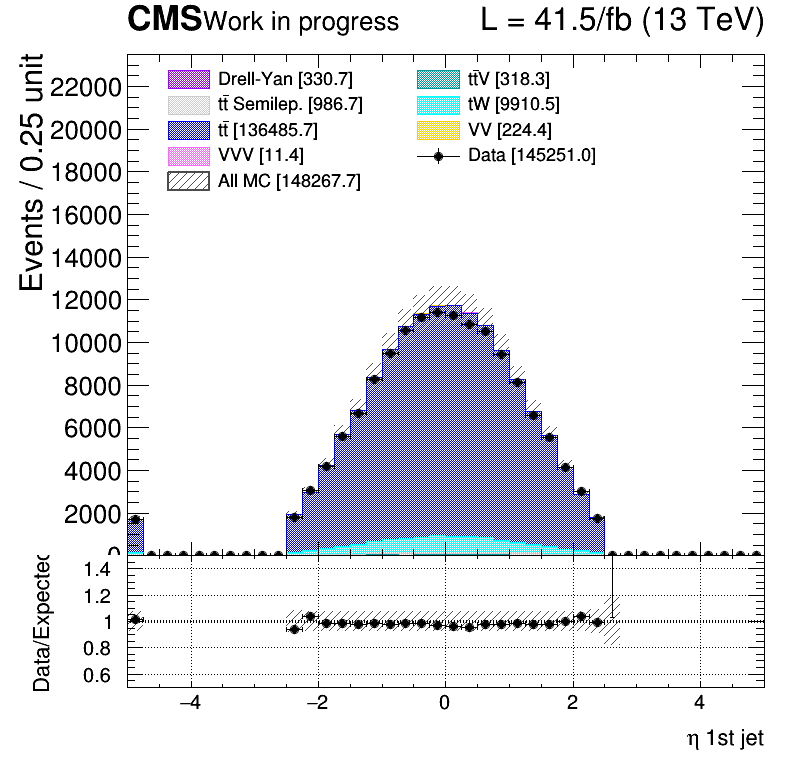 CMS Work in progress L = 41.5/fb (13 TeV)
Events / 0.25 unit
22000
20000
18000
16000
14000
12000
10000
8000
6000
4000
2000
0
Drell-Yan [330.7]
tt̄ Semilep. [986.7]
tt̄ [136485.7]
VVV [11.4]
All MC [148267.7]
tt̄V [318.3]
tW [9910.5]
VV [224.4]
Data [145251.0]
Data/Expected
1.4
1.2
1
0.8
0.6
−4 −2 0 2 4
η 1st jet